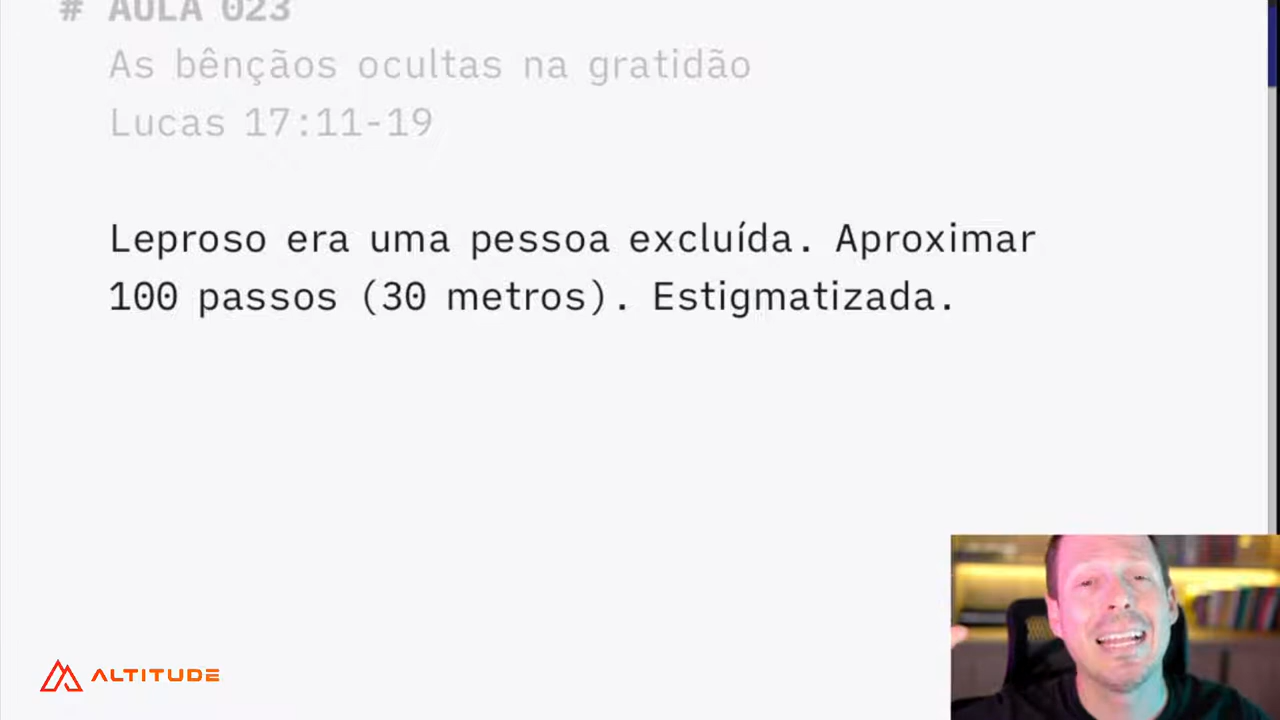 # AULA 023
As bênçãos ocultas na gratidão
Lucas 17:11-19
Leproso era uma pessoa excluída. Aproximar
100 passos (30 metros). Estigmatizada.
ALTITUDE